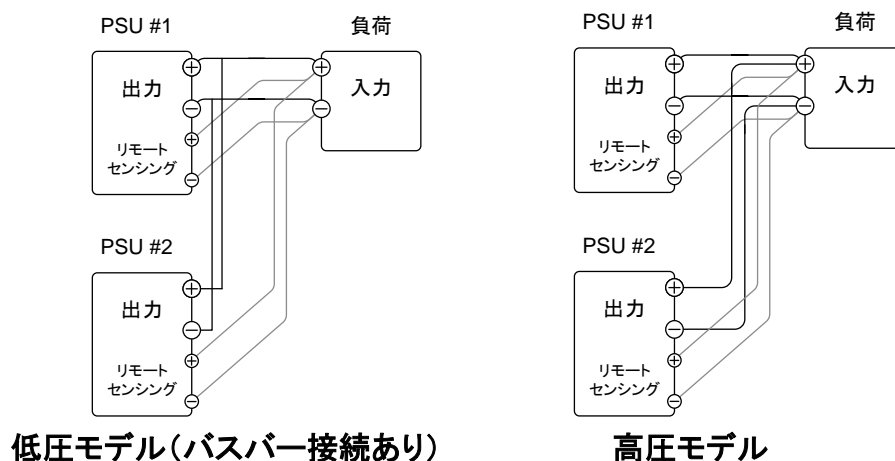 PSU #1
負荷
出力
入力
リモート
センシング
PSU #2
出力
リモート
センシング
低圧モデル(バスバー接続あり)
PSU #1
負荷
出力
入力
リモート
センシング
PSU #2
出力
リモート
センシング
高圧モデル